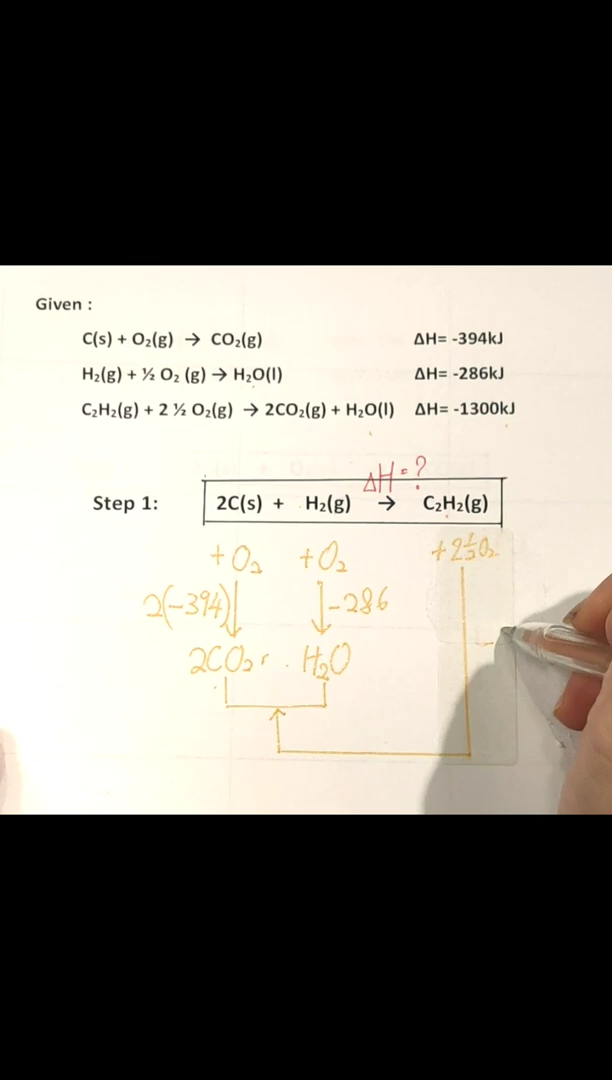 Given :
C(s) + O₂(g) → CO₂(g) ΔH= -394kJ
H₂(g) + ½ O₂ (g) → H₂O(l) ΔH= -286kJ
C₂H₂(g) + 2 ½ O₂(g) → 2CO₂(g) + H₂O(l) ΔH= -1300kJ
ΔH = ?
Step 1: 2C(s) + H₂(g) → C₂H₂(g)
+ O₂ + O₂ + 2½O₂
2(-394) -286
2CO₂ H₂O